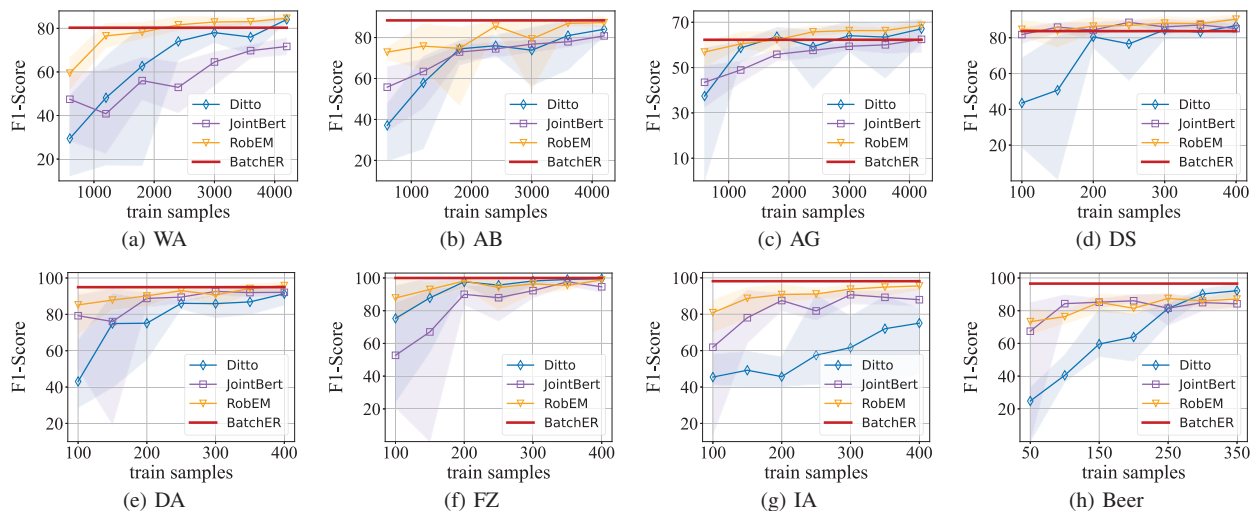 80
60
40
20
F1-Score
Ditto
JointBert
RobEM
BatchER
1000 2000 3000 4000
train samples
(a) WA
80
60
40
20
F1-Score
Ditto
JointBert
RobEM
BatchER
1000 2000 3000 4000
train samples
(b) AB
70
50
30
10
F1-Score
Ditto
JointBert
RobEM
BatchER
1000 2000 3000 4000
train samples
(c) AG
80
60
40
20
F1-Score
Ditto
JointBert
RobEM
BatchER
100 200 300 400
train samples
(d) DS
100
80
60
40
20
F1-Score
Ditto
JointBert
RobEM
BatchER
100 200 300 400
train samples
(e) DA
100
80
60
40
20
F1-Score
Ditto
JointBert
RobEM
BatchER
100 200 300 400
train samples
(f) FZ
100
80
60
40
20
F1-Score
Ditto
JointBert
RobEM
BatchER
100 200 300 400
train samples
(g) IA
100
80
60
40
20
F1-Score
Ditto
JointBert
RobEM
BatchER
50 150 250 350
train samples
(h) Beer